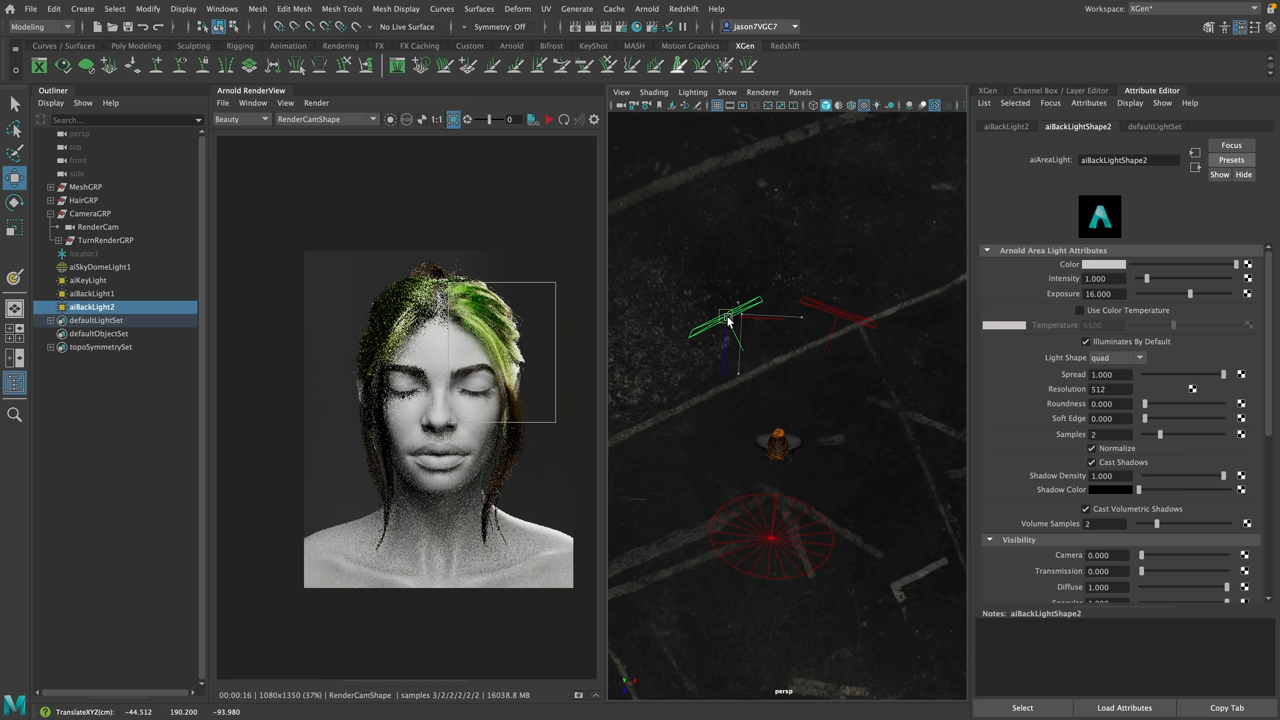 File Edit Create Select Modify Display Windows Mesh Edit Mesh Mesh Tools Mesh Display Curves Surfaces Deform UV Generate Cache Arnold Redshift Help
Workspace: XGen*
Modeling
No Live Surface
Symmetry: Off
jason7VGC7
Curves / Surfaces Poly Modeling Sculpting Rigging Animation Rendering FX FX Caching Custom Arnold Bifrost KeyShot MASH Motion Graphics XGen Redshift
Outliner
Display Show Help
Search...
persp
top
front
side
MeshGRP
HairGRP
CameraGRP
RenderCam
TurnRenderGRP
locator1
aiSkyDomeLight1
aiKeyLight
aiBackLight1
aiBackLight2
defaultLightSet
defaultObjectSet
topoSymmetrySet
Arnold RenderView
File Window View Render
Beauty
RenderCamShape
1:1
0
00:00:16 | 1080x1350 (37%) | RenderCamShape | samples 3/2/2/2/2/2 | 16038.8 MB
View Shading Lighting Show Renderer Panels
persp
XGen Channel Box / Layer Editor Attribute Editor
List Selected Focus Attributes Display Show Help
aiBackLight2 aiBackLightShape2 defaultLightSet
aiAreaLight: aiBackLightShape2
Focus
Presets
Show Hide
Arnold Area Light Attributes
Color
Intensity 1.000
Exposure 16.000
Use Color Temperature
Temperature 6500
Illuminates By Default
Light Shape quad
Spread 1.000
Resolution 512
Roundness 0.000
Soft Edge 0.000
Samples 2
Normalize
Cast Shadows
Shadow Density 1.000
Shadow Color
Cast Volumetric Shadows
Volume Samples 2
Visibility
Camera 0.000
Transmission 0.000
Diffuse 1.000
Notes: aiBackLightShape2
Select Load Attributes Copy Tab
TranslateXYZ(cm): -44.512 190.200 -93.980